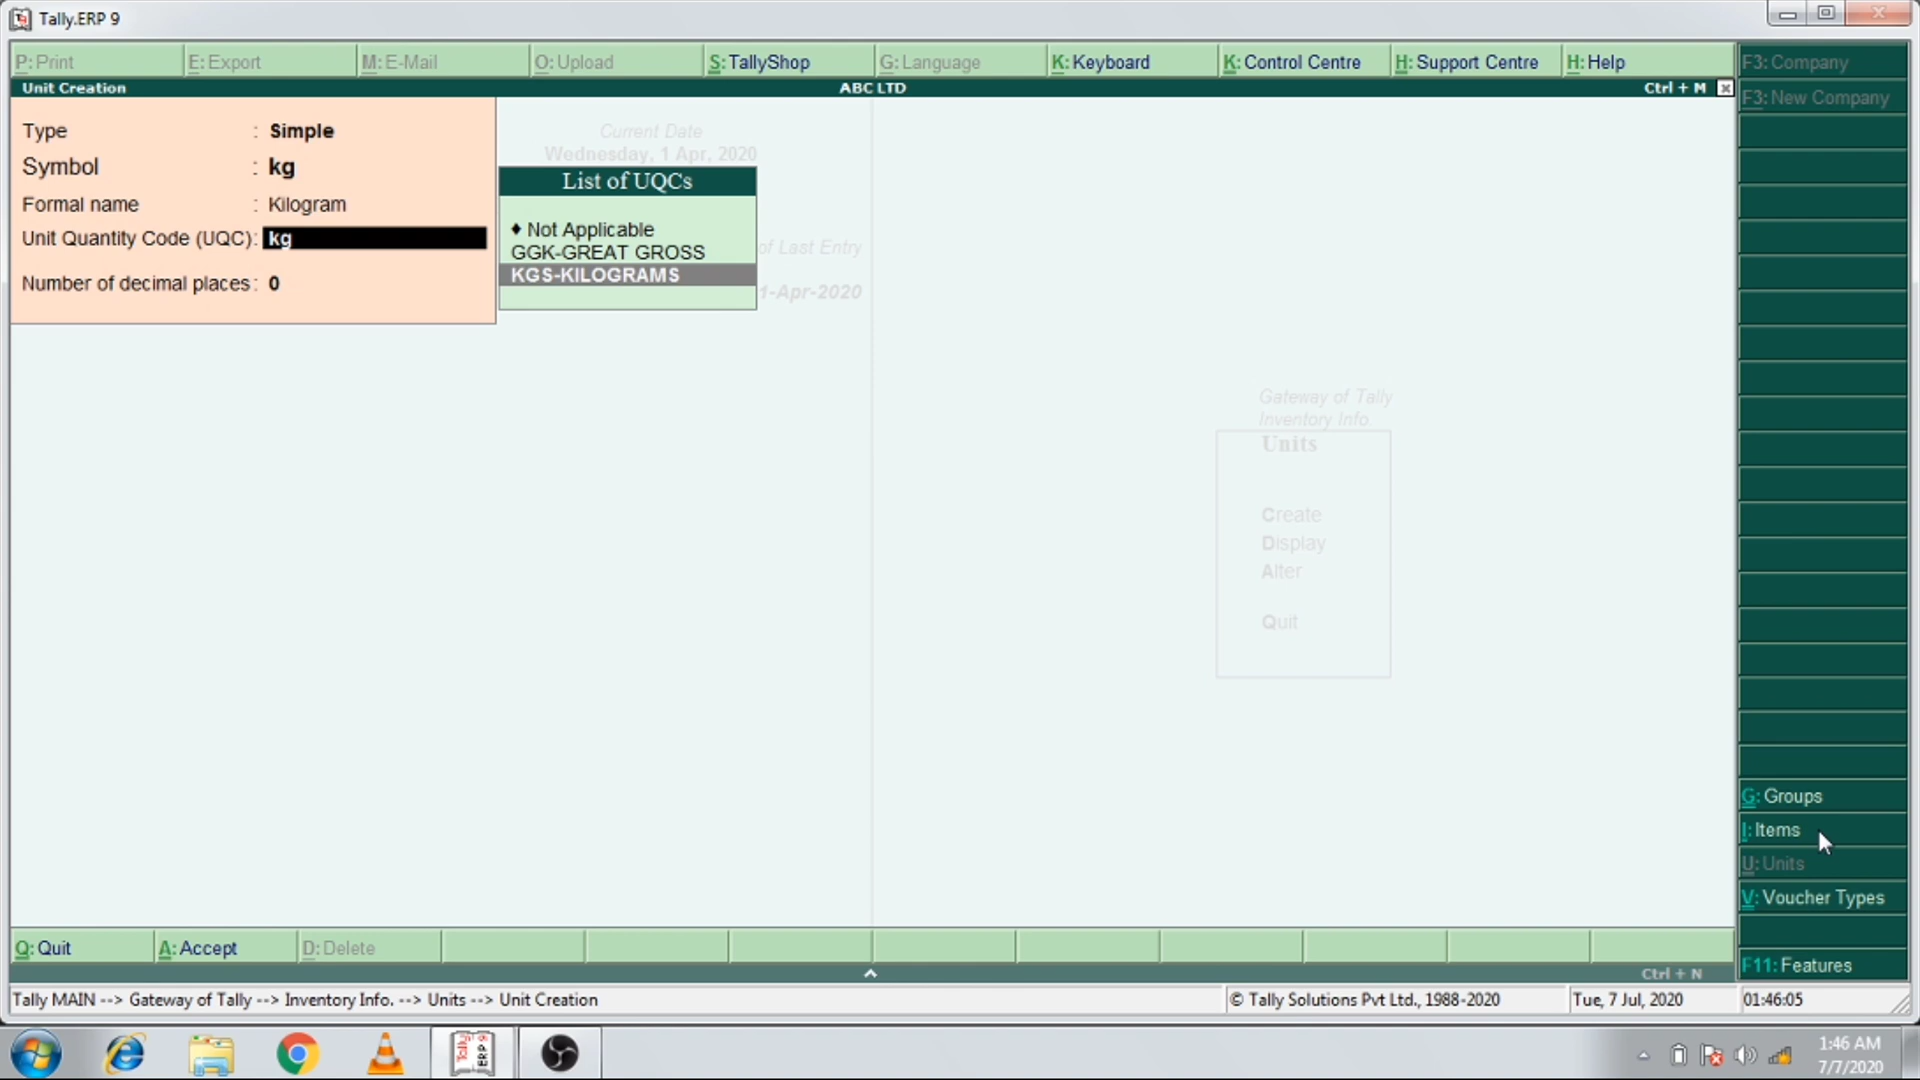 Tally.ERP 9
P: Print
E: Export
M: E-Mail
O: Upload
S: TallyShop
G: Language
K: Keyboard
K: Control Centre
H: Support Centre
H: Help
F3: Company
Unit Creation
ABC LTD
Ctrl + M
F3: New Company
Type : Simple
Symbol : kg
Formal name : Kilogram
Unit Quantity Code (UQC): kg
Number of decimal places : 0
Current Date
Wednesday, 1 Apr, 2020
List of UQCs
♦ Not Applicable
GGK-GREAT GROSS
KGS-KILOGRAMS
of Last Entry
1-Apr-2020
Gateway of Tally
Inventory Info
Units
Create
Display
Alter
Quit
G: Groups
I: Items
U: Units
V: Voucher Types
F11: Features
Q: Quit
A: Accept
D: Delete
Ctrl + N
Tally MAIN --> Gateway of Tally --> Inventory Info. --> Units --> Unit Creation
© Tally Solutions Pvt Ltd., 1988-2020
Tue, 7 Jul, 2020
01:46:05
Tally
ERP 9
1:46 AM
7/7/2020